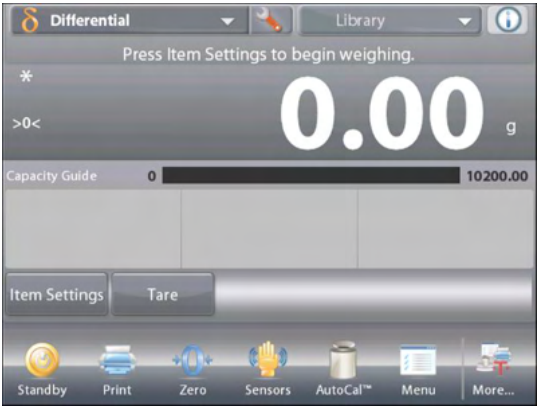 δ Differential Library
Press Item Settings to begin weighing.
*
>0< 0.00 g
Capacity Guide 0 10200.00
Item Settings Tare
Standby Print Zero Sensors AutoCal™ Menu More...